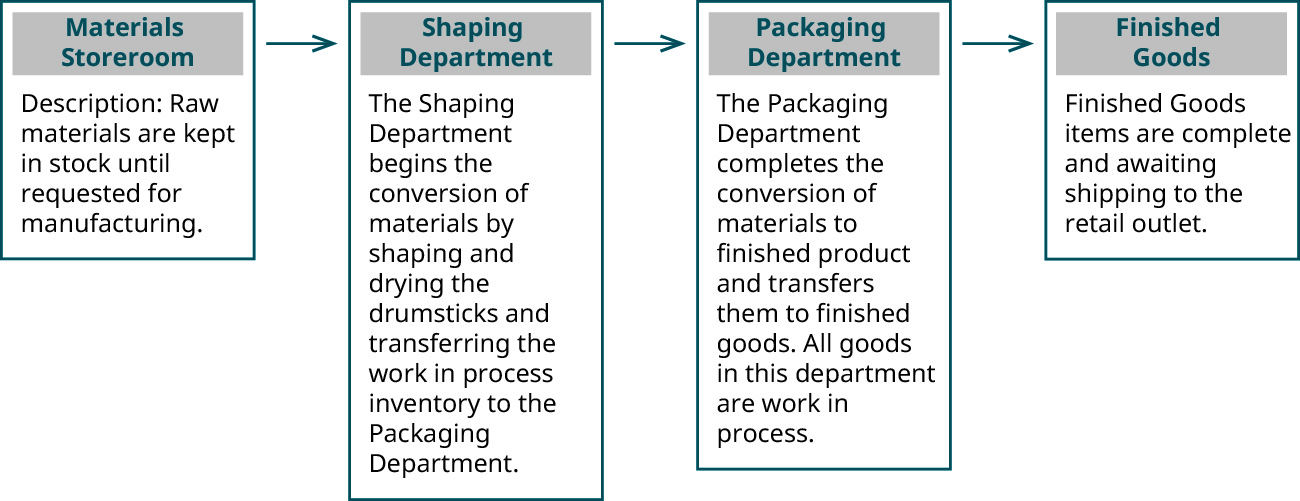 Materials
Storeroom
Description: Raw
materials are kept
in stock until
requested for
manufacturing.
Shaping
Department
The Shaping
Department
begins the
conversion of
materials by
shaping and
drying the
drumsticks and
transferring the
work in process
inventory to the
Packaging
Department.
Packaging
Department
The Packaging
Department
completes the
conversion of
materials to
finished product
and transfers
them to finished
goods. All goods
in this department
are work in
process.
Finished
Goods
Finished Goods
items are complete
and awaiting
shipping to the
retail outlet.